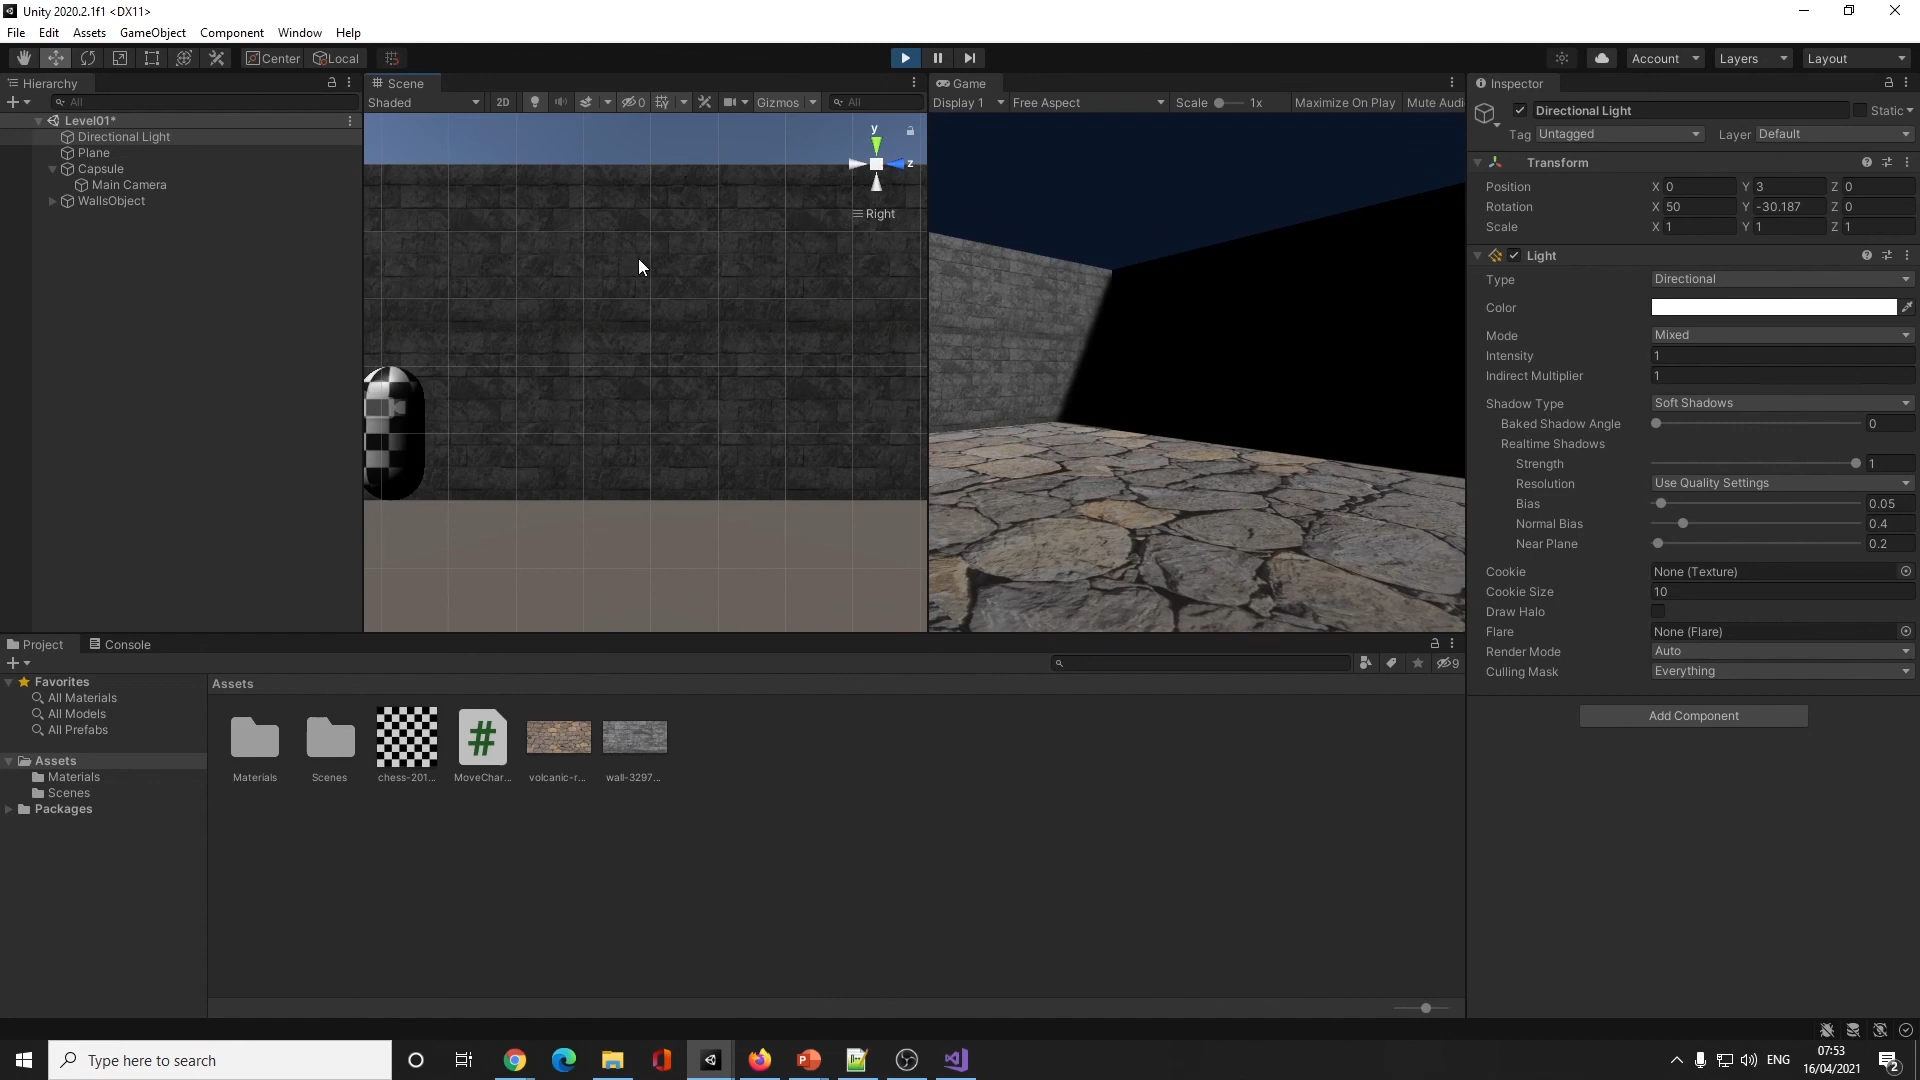 Unity 2020.2.1f1 <DX11>
File Edit Assets GameObject Component Window Help
Center Local
Account Layers Layout
Hierarchy
All
Level01*
Directional Light
Plane
Capsule
Main Camera
WallsObject
Scene
Shaded 2D 0 Gizmos All
y
z
Right
Game
Display 1 Free Aspect Scale 1x Maximize On Play Mute Audi
Inspector
Directional Light Static
Tag Untagged Layer Default
Transform
Position X 0 Y 3 Z 0
Rotation X 50 Y -30.187 Z 0
Scale X 1 Y 1 Z 1
Light
Type Directional
Color
Mode Mixed
Intensity 1
Indirect Multiplier 1
Shadow Type Soft Shadows
Baked Shadow Angle 0
Realtime Shadows
Strength 1
Resolution Use Quality Settings
Bias 0.05
Normal Bias 0.4
Near Plane 0.2
Cookie None (Texture)
Cookie Size 10
Draw Halo
Flare None (Flare)
Render Mode Auto
Culling Mask Everything
Add Component
Project Console
9
Favorites
All Materials
All Models
All Prefabs
Assets
Materials
Scenes
Packages
Assets
Materials Scenes chess-201... MoveChar... volcanic-r... wall-3297...
Type here to search
ENG
07:53
16/04/2021
2